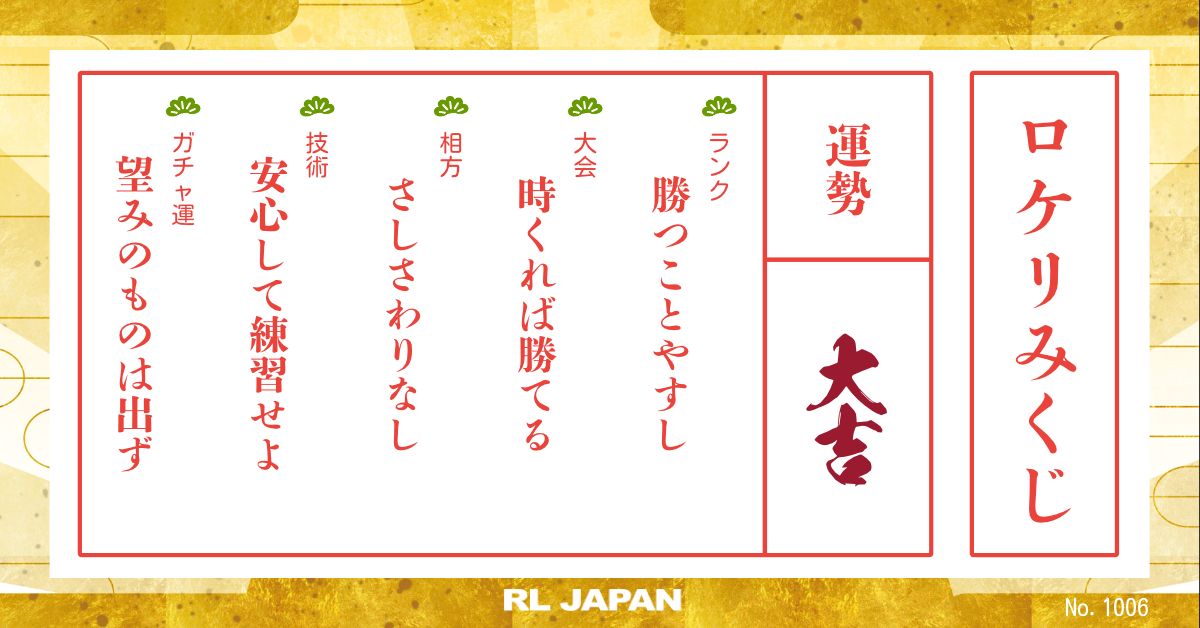 ロケリみくじ
運勢
大吉
ランク
勝つことやすし
大会
時くれば勝てる
相方
さしさわりなし
技術
安心して練習せよ
ガチャ運
望みのものは出ず
RL JAPAN
No. 1006